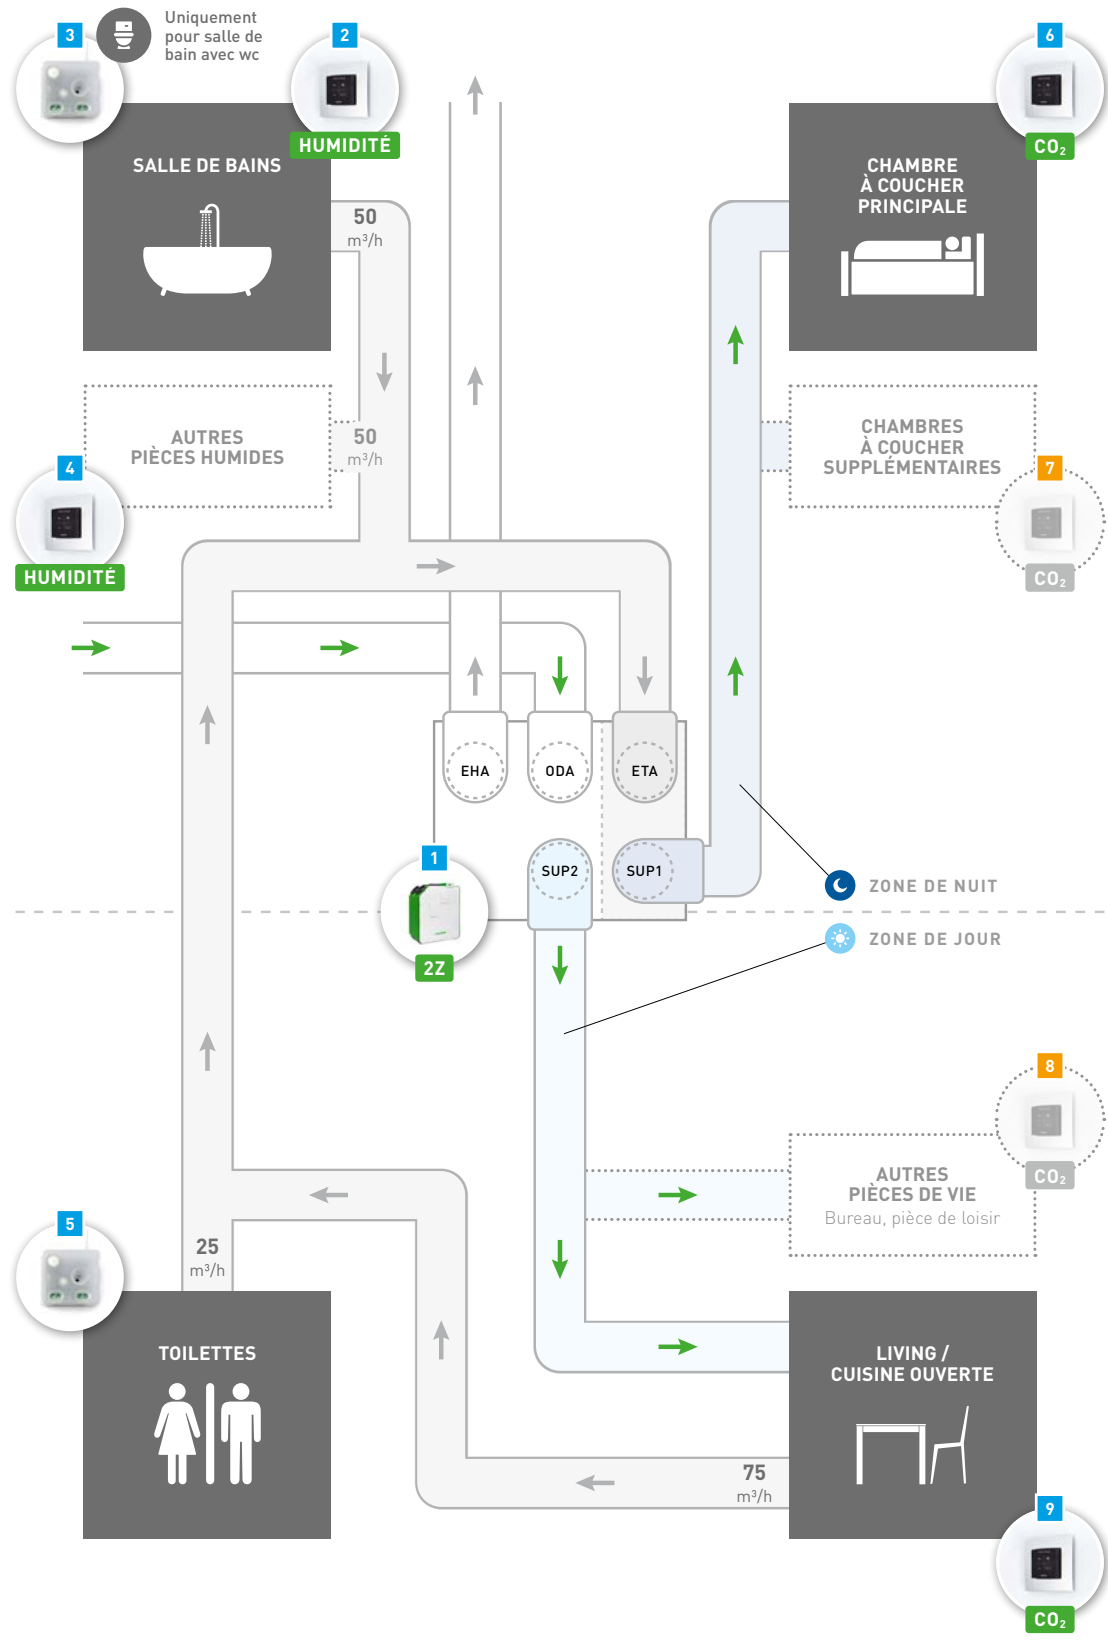 3
Uniquement
pour salle de
bain avec wc
2
HUMIDITÉ
6
CO₂
SALLE DE BAINS
50
m³/h
CHAMBRE
À COUCHER
PRINCIPALE
AUTRES
PIÈCES HUMIDES
50
m³/h
4
HUMIDITÉ
CHAMBRES
À COUCHER
SUPPLÉMENTAIRES
7
CO₂
EHA
ODA
ETA
SUP2
SUP1
1
2Z
ZONE DE NUIT
ZONE DE JOUR
8
CO₂
AUTRES
PIÈCES DE VIE
Bureau, pièce de loisir
5
25
m³/h
TOILETTES
LIVING /
CUISINE OUVERTE
75
m³/h
9
CO₂